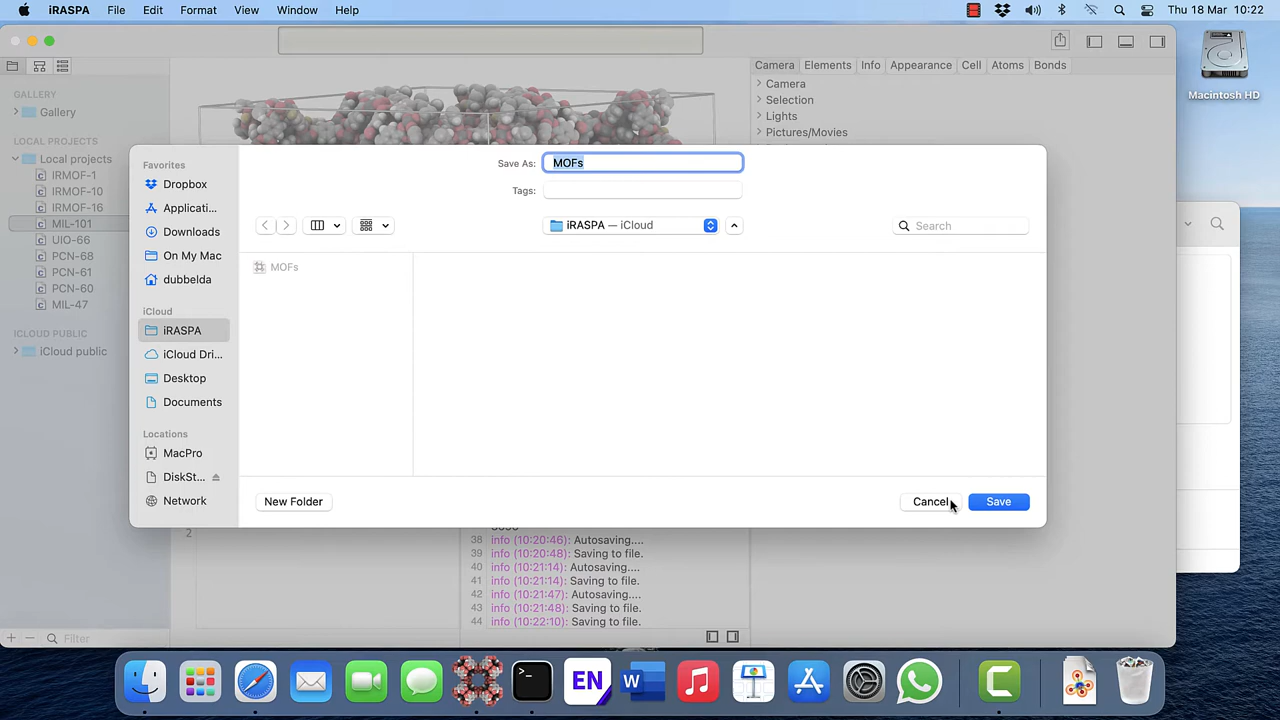 iRASPA File Edit Format View Window Help
Thu 18 Mar 10:22
Macintosh HD
Camera Elements Info Appearance Cell Atoms Bonds
Camera
Selection
Lights
Pictures/Movies
GALLERY
Gallery
LOCAL PROJECTS
Local projects
IRMOF-1
IRMOF-10
IRMOF-16
MIL-101
UIO-66
PCN-68
PCN-61
PCN-60
MIL-47
ICLOUD PUBLIC
iCloud public
Favorites
Dropbox
Applicati...
Downloads
On My Mac
dubbelda
iCloud
iRASPA
iCloud Dri...
Desktop
Documents
Locations
MacPro
DiskSt...
Network
Save As: MOFs
Tags:
iRASPA — iCloud
Search
MOFs
New Folder
Cancel
Save
2
38 info (10:20:46): Autosaving....
39 info (10:20:48): Saving to file.
40 info (10:21:14): Autosaving....
41 info (10:21:14): Saving to file.
42 info (10:21:47): Autosaving....
43 info (10:21:48): Saving to file.
44 info (10:22:10): Saving to file.
Filter
>_
EN
W
C